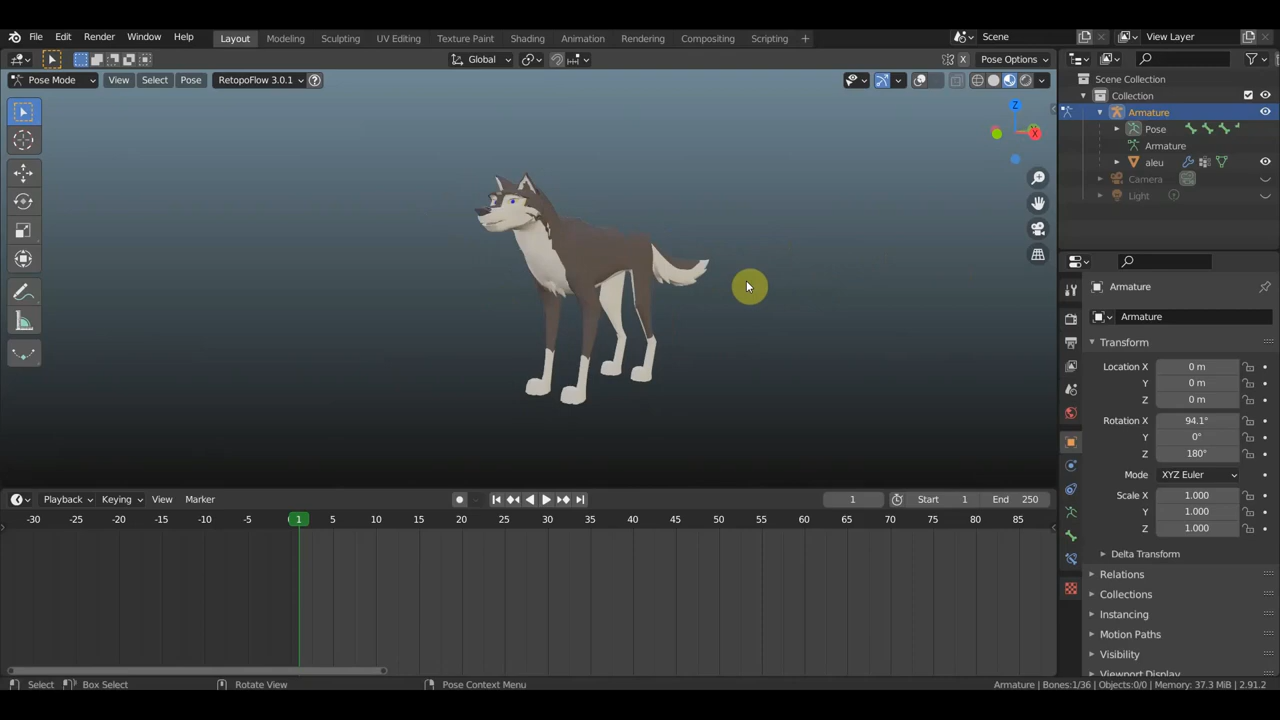 File Edit Render Window Help Layout Modeling Sculpting UV Editing Texture Paint Shading Animation Rendering Compositing Scripting + Scene View Layer
Global X Pose Options
Pose Mode View Select Pose RetopoFlow 3.0.1
Scene Collection
Collection
Armature
Pose
Armature
aleu
Camera
Light
Z
X
Armature
Armature
Transform
Location X 0 m
Y 0 m
Z 0 m
Rotation X 94.1°
Y 0°
Z 180°
Mode XYZ Euler
Scale X 1.000
Y 1.000
Z 1.000
Delta Transform
Relations
Collections
Instancing
Motion Paths
Visibility
Viewport Display
Playback Keying View Marker 1 Start 1 End 250
-30 -25 -20 -15 -10 -5 1 5 10 15 20 25 30 35 40 45 50 55 60 65 70 75 80 85
Select Box Select Rotate View Pose Context Menu Armature | Bones:1/36 | Objects:0/0 | Memory: 37.3 MiB | 2.91.2